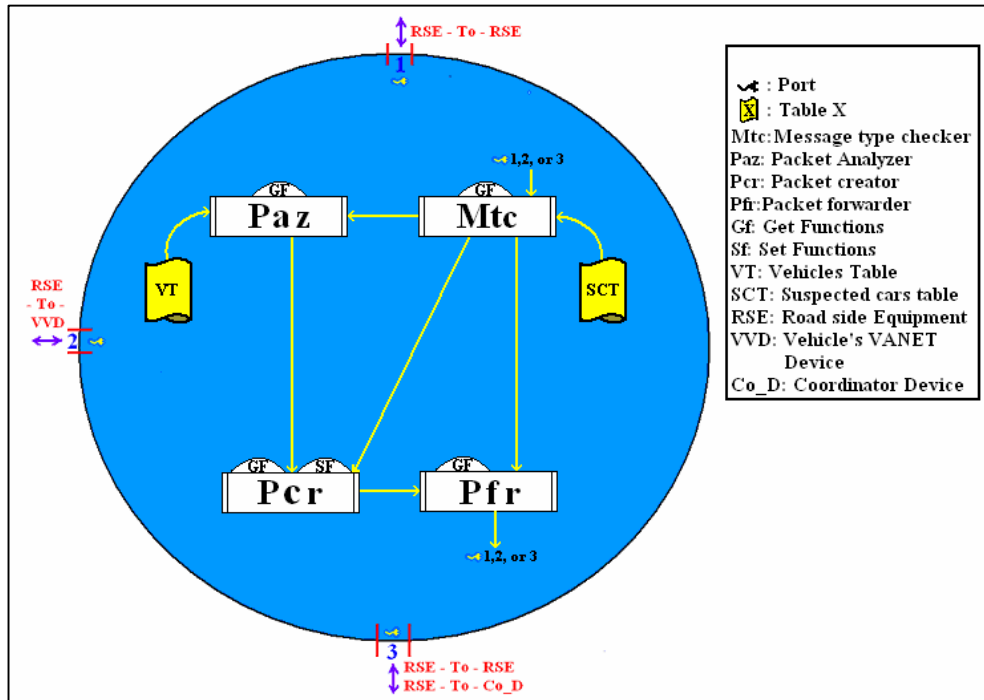 RSE - To - RSE
1
1,2, or 3
GF
Paz
GF
Mtc
VT
SCT
RSE
- To -
VVD
2
GF
SF
Pcr
GF
Pfr
1,2, or 3
3
RSE - To - RSE
RSE - To - Co_D
: Port
X : Table X
Mtc:Message type checker
Paz: Packet Analyzer
Pcr: Packet creator
Pfr:Packet forwarder
Gf: Get Functions
Sf: Set Functions
VT: Vehicles Table
SCT: Suspected cars table
RSE: Road side Equipment
VVD: Vehicle's VANET
Device
Co_D: Coordinator Device